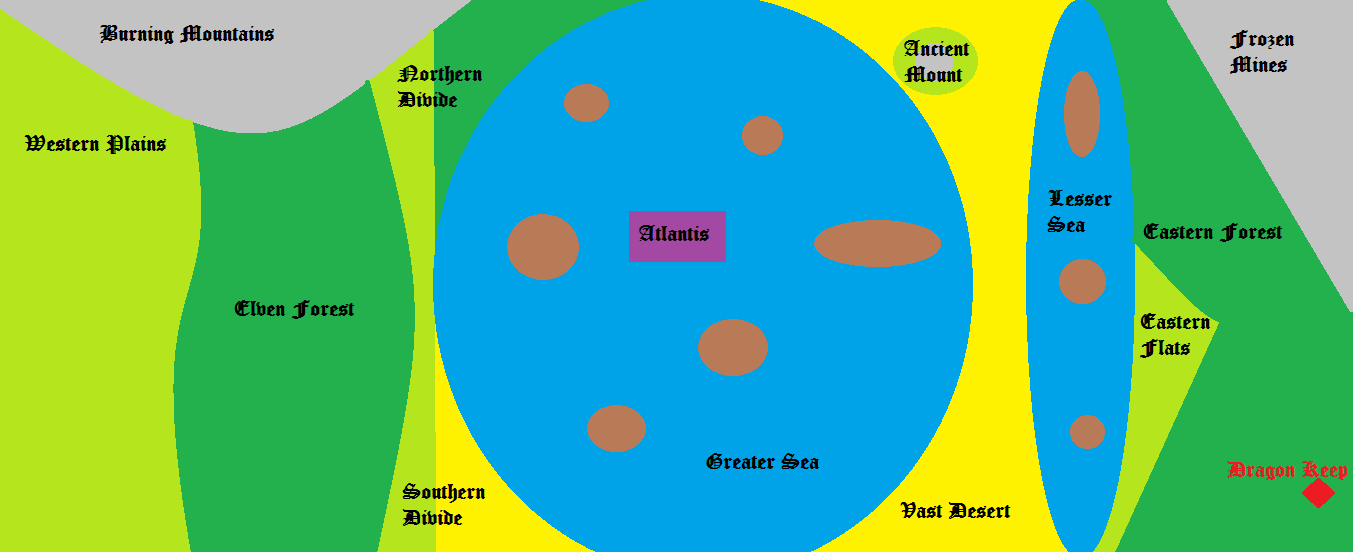 Burning Mountains
Western Plains
Northern
Divide
Elven Forest
Southern
Divide
Atlantis
Greater Sea
Ancient
Mount
Vast Desert
Lesser
Sea
Frozen
Mines
Eastern Forest
Eastern
Flats
Dragon Keep